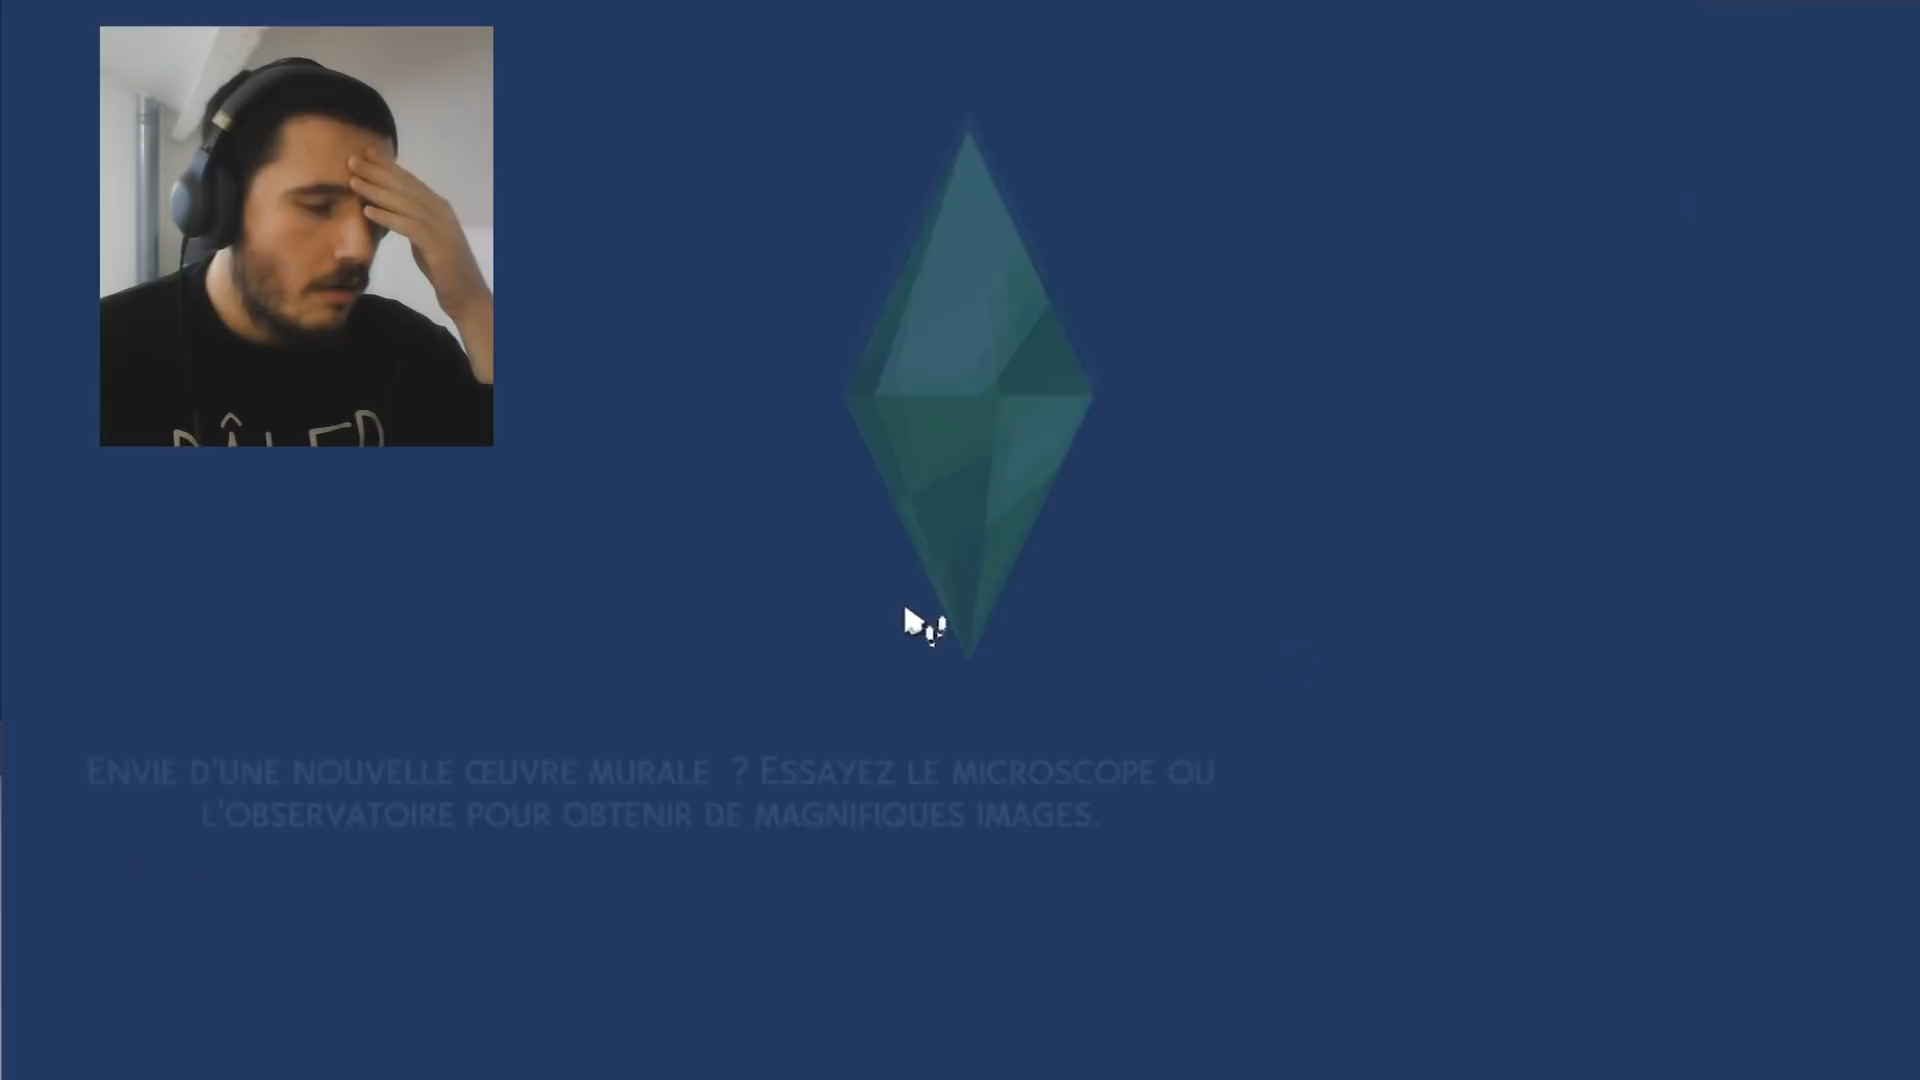 ENVIE D'UNE NOUVELLE ŒUVRE MURALE ? ESSAYEZ LE MICROSCOPE OU
L'OBSERVATOIRE POUR OBTENIR DE MAGNIFIQUES IMAGES.